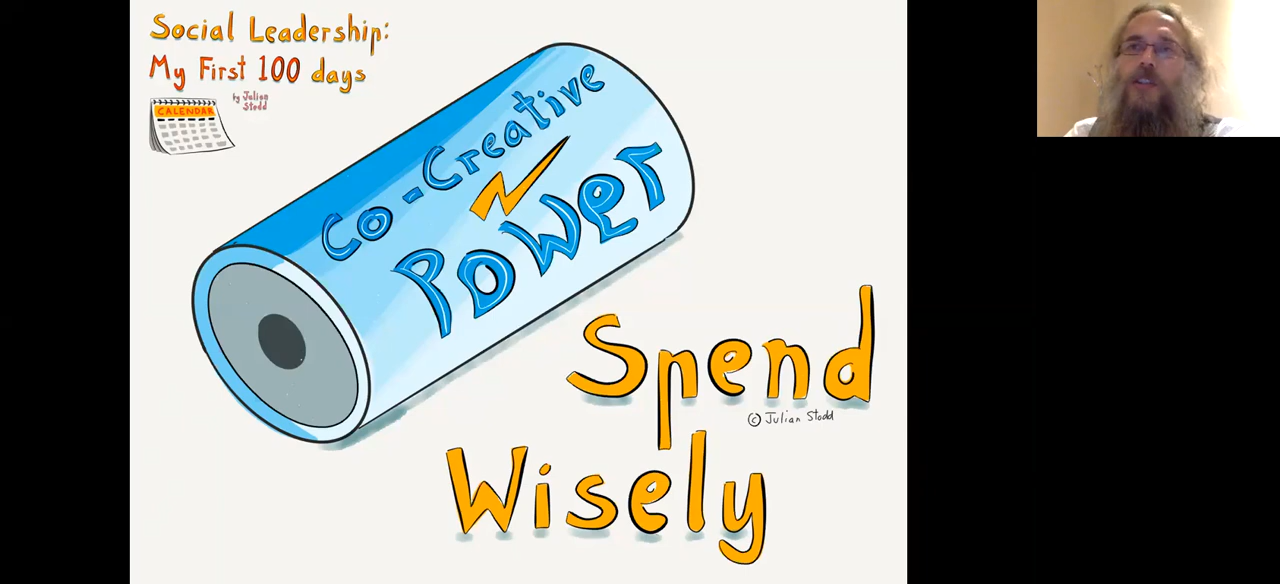 Social Leadership:
My First 100 days
by Julian
Stodd
CALENDAR
Co-Creative
Power
Spend
© Julian Stodd
Wisely